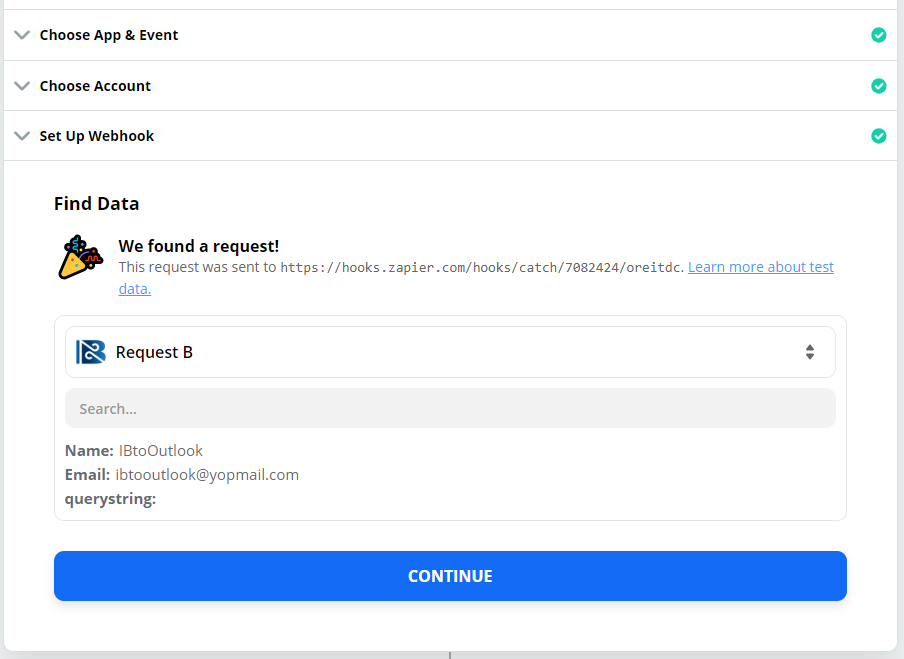 Choose App & Event
Choose Account
Set Up Webhook
Find Data
We found a request!
This request was sent to https://hooks.zapier.com/hooks/catch/7082424/oreitdc. Learn more about test
data.
Request B
Search...
Name: IBtoOutlook
Email: ibtooutlook@yopmail.com
querystring:
CONTINUE